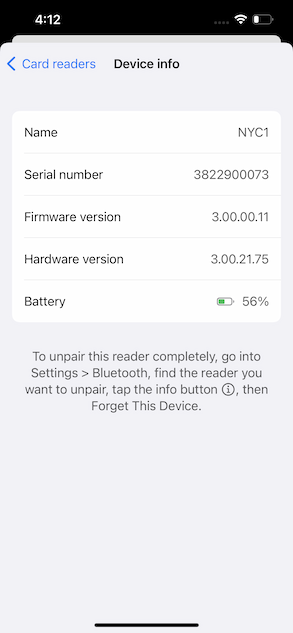 4:12
Card readers Device info
Name NYC1
Serial number 3822900073
Firmware version 3.00.00.11
Hardware version 3.00.21.75
Battery 56%
To unpair this reader completely, go into
Settings > Bluetooth, find the reader you
want to unpair, tap the info button ⓘ, then
Forget This Device.